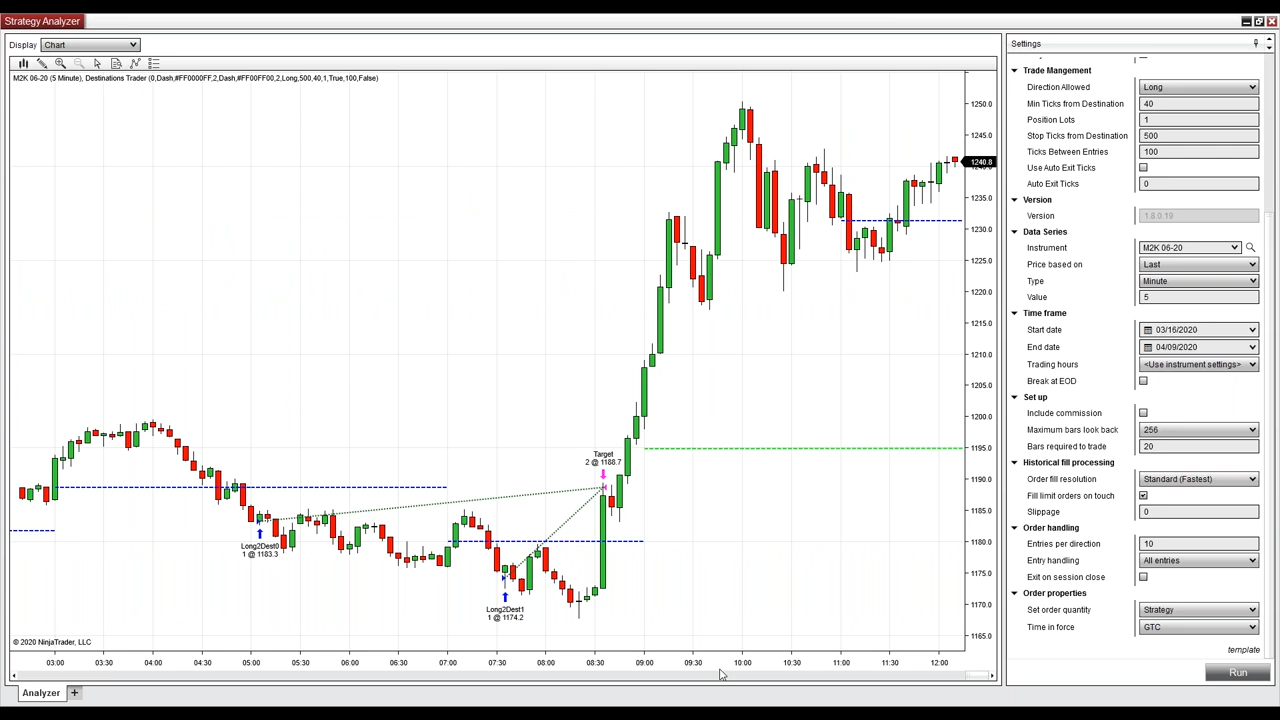 Strategy Analyzer
Display Chart
M2K 06-20 (5 Minute), Destinations Trader (0,Dash,#FF0000FF,2,Dash,#FF00FF00,2,Long,500,40,1,True,100,False)
1250.0
1245.0
1240.8
1235.0
1230.0
1225.0
1220.0
1215.0
1210.0
1205.0
1200.0
1195.0
1190.0
1185.0
1180.0
1175.0
1170.0
1165.0
Target
2 @ 1188.7
Long2Dest0
1 @ 1183.3
Long2Dest1
1 @ 1174.2
© 2020 NinjaTrader, LLC
03:00 03:30 04:00 04:30 05:00 05:30 06:00 06:30 07:00 07:30 08:00 08:30 09:00 09:30 10:00 10:30 11:00 11:30 12:00
Analyzer +
Settings
Trade Mangement
Direction Allowed Long
Min Ticks from Destination 40
Position Lots 1
Stop Ticks from Destination 500
Ticks Between Entries 100
Use Auto Exit Ticks
Auto Exit Ticks 0
Version
Version 1.8.0.19
Data Series
Instrument M2K 06-20
Price based on Last
Type Minute
Value 5
Time frame
Start date 03/16/2020
End date 04/09/2020
Trading hours <Use instrument settings>
Break at EOD
Set up
Include commission
Maximum bars look back 256
Bars required to trade 20
Historical fill processing
Order fill resolution Standard (Fastest)
Fill limit orders on touch
Slippage 0
Order handling
Entries per direction 10
Entry handling All entries
Exit on session close
Order properties
Set order quantity Strategy
Time in force GTC
template
Run